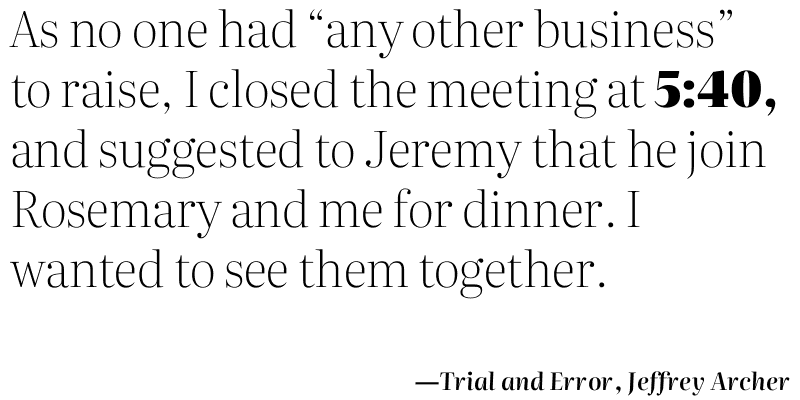 As no one had “any other business”
to raise, I closed the meeting at 5:40,
and suggested to Jeremy that he join
Rosemary and me for dinner. I
wanted to see them together.
—Trial and Error, Jeffrey Archer